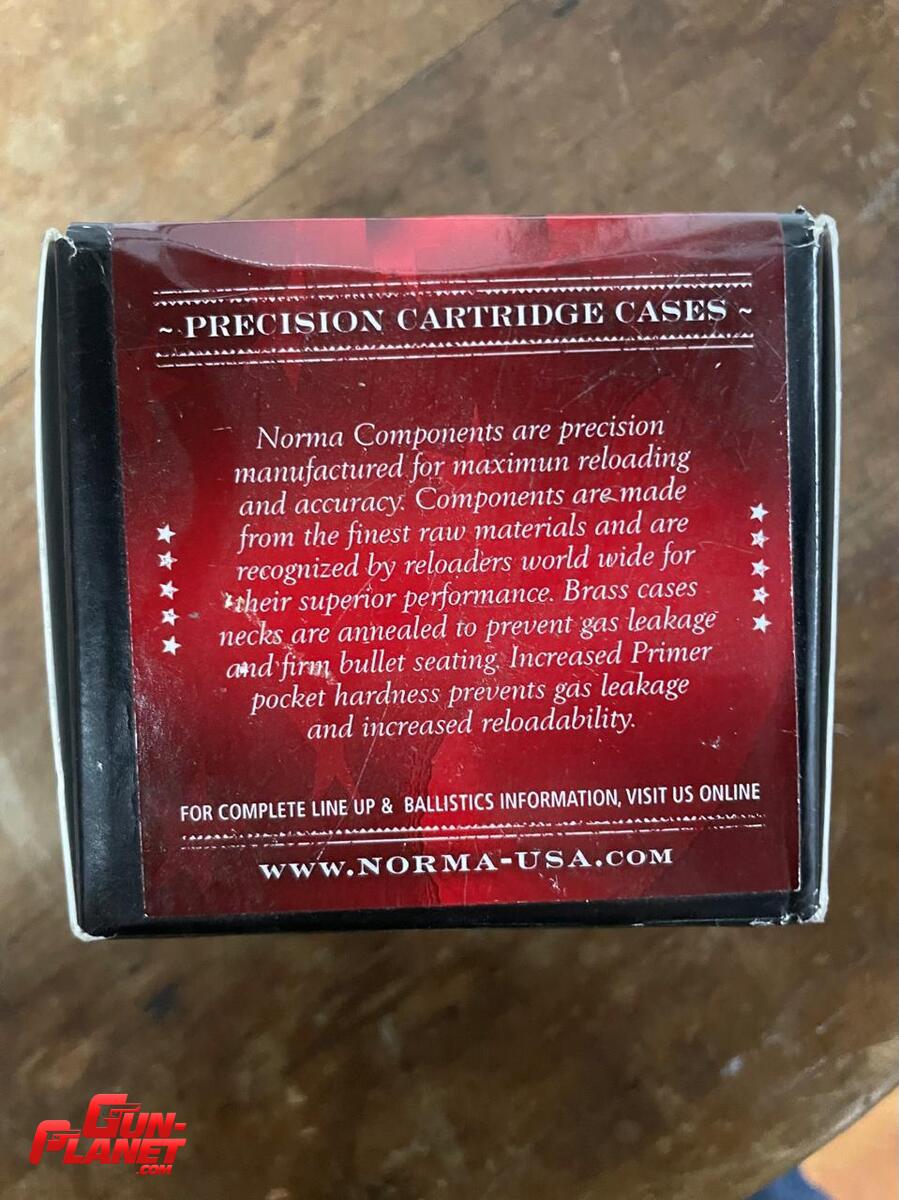 ~ PRECISION CARTRIDGE CASES ~
Norma Components are precision
manufactured for maximun reloading
and accuracy. Components are made
from the finest raw materials and are
recognized by reloaders world wide for
their superior performance. Brass cases
necks are annealed to prevent gas leakage
and firm bullet seating. Increased Primer
pocket hardness prevents gas leakage
and increased reloadability.
FOR COMPLETE LINE UP & BALLISTICS INFORMATION, VISIT US ONLINE
WWW.NORMA-USA.COM
GUN-
PLANET
.COM